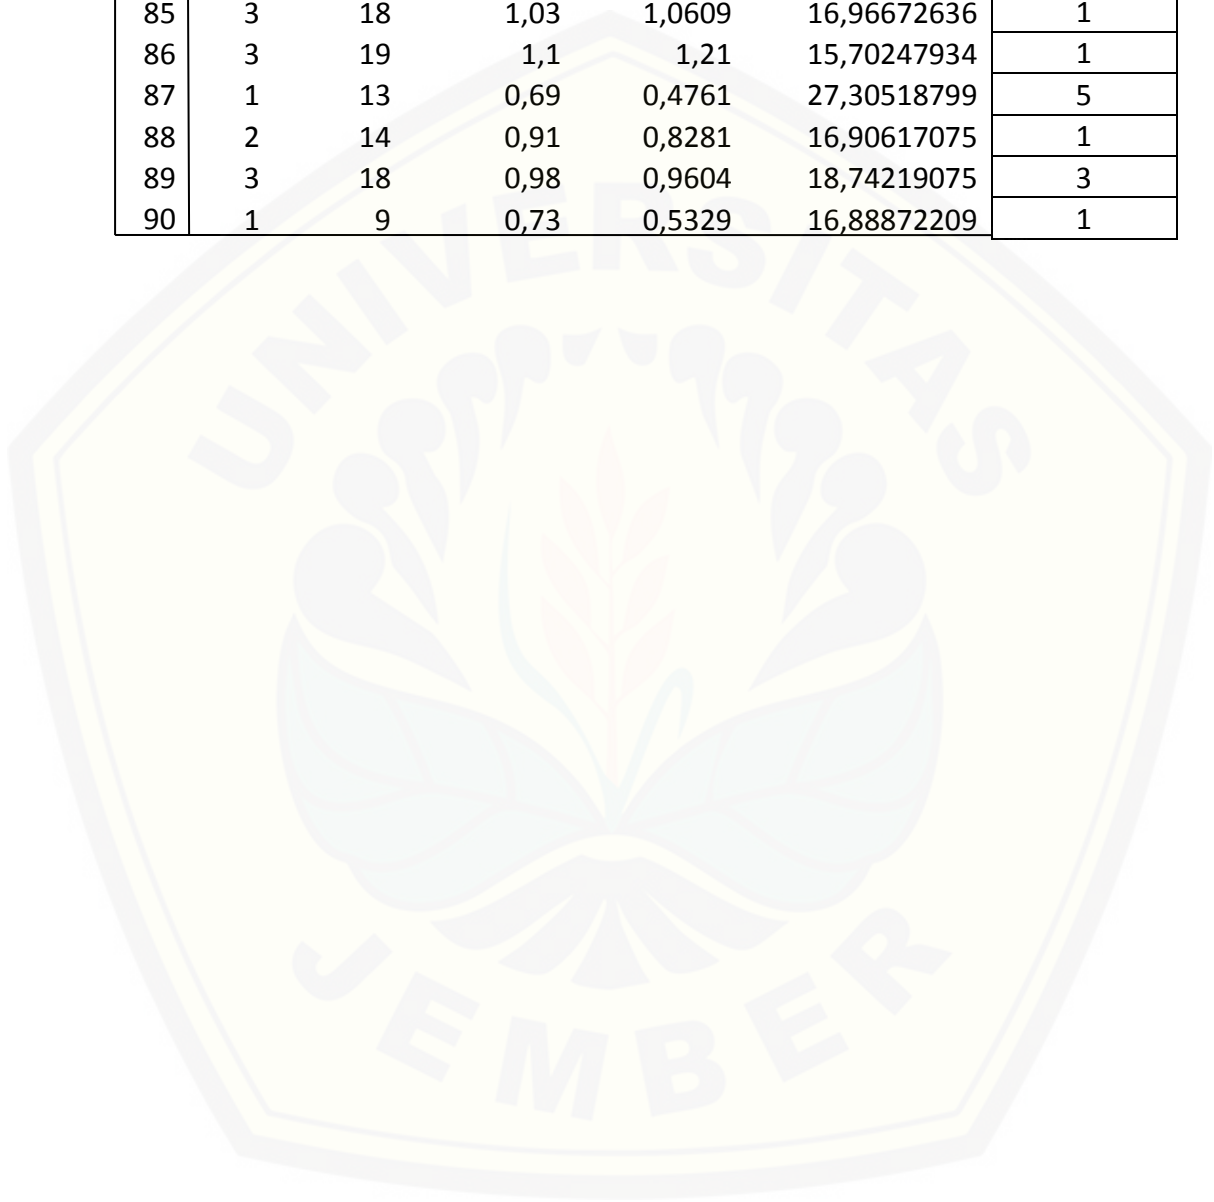 85 3 18 1,03 1,0609 16,96672636 1
86 3 19 1,1 1,21 15,70247934 1
87 1 13 0,69 0,4761 27,30518799 5
88 2 14 0,91 0,8281 16,90617075 1
89 3 18 0,98 0,9604 18,74219075 3
90 1 9 0,73 0,5329 16,88872209 1
UNIVERSITAS
JEMBER